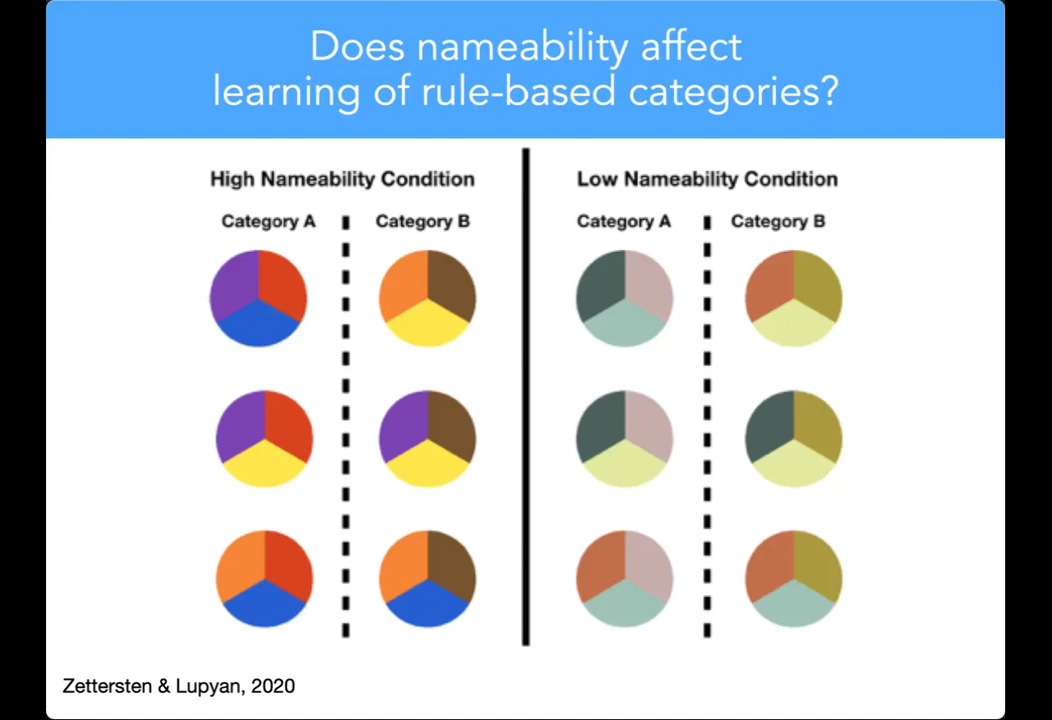 Does nameability affect
learning of rule-based categories?
High Nameability Condition
Low Nameability Condition
Category A
Category B
Category A
Category B
Zettersten & Lupyan, 2020